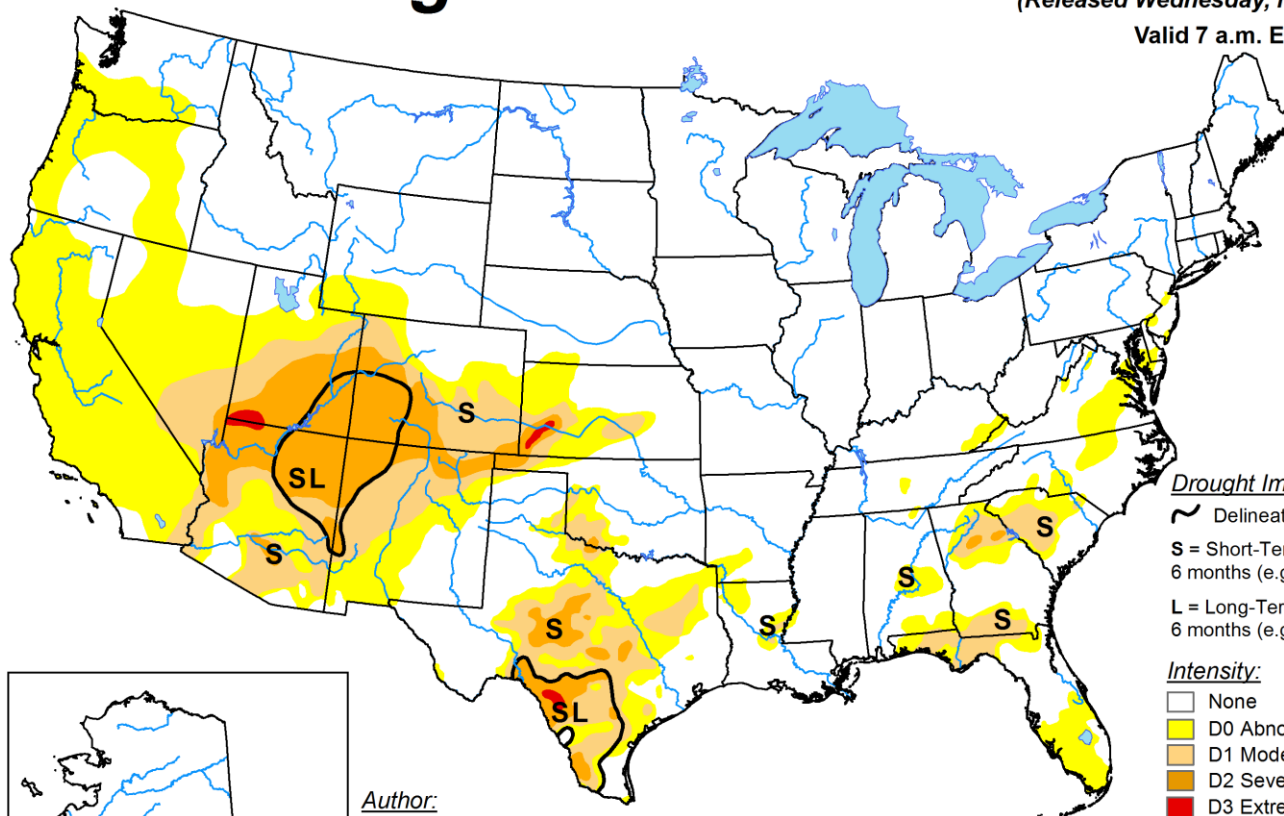 (Released Wednesday,
Valid 7 a.m. E
S
SL
S
S
SL
S
S
S
S
Drought Im
Delineat
S = Short-Ter
6 months (e.g
L = Long-Ter
6 months (e.g
Intensity:
None
D0 Abno
D1 Mode
D2 Seve
D3 Extre
Author: